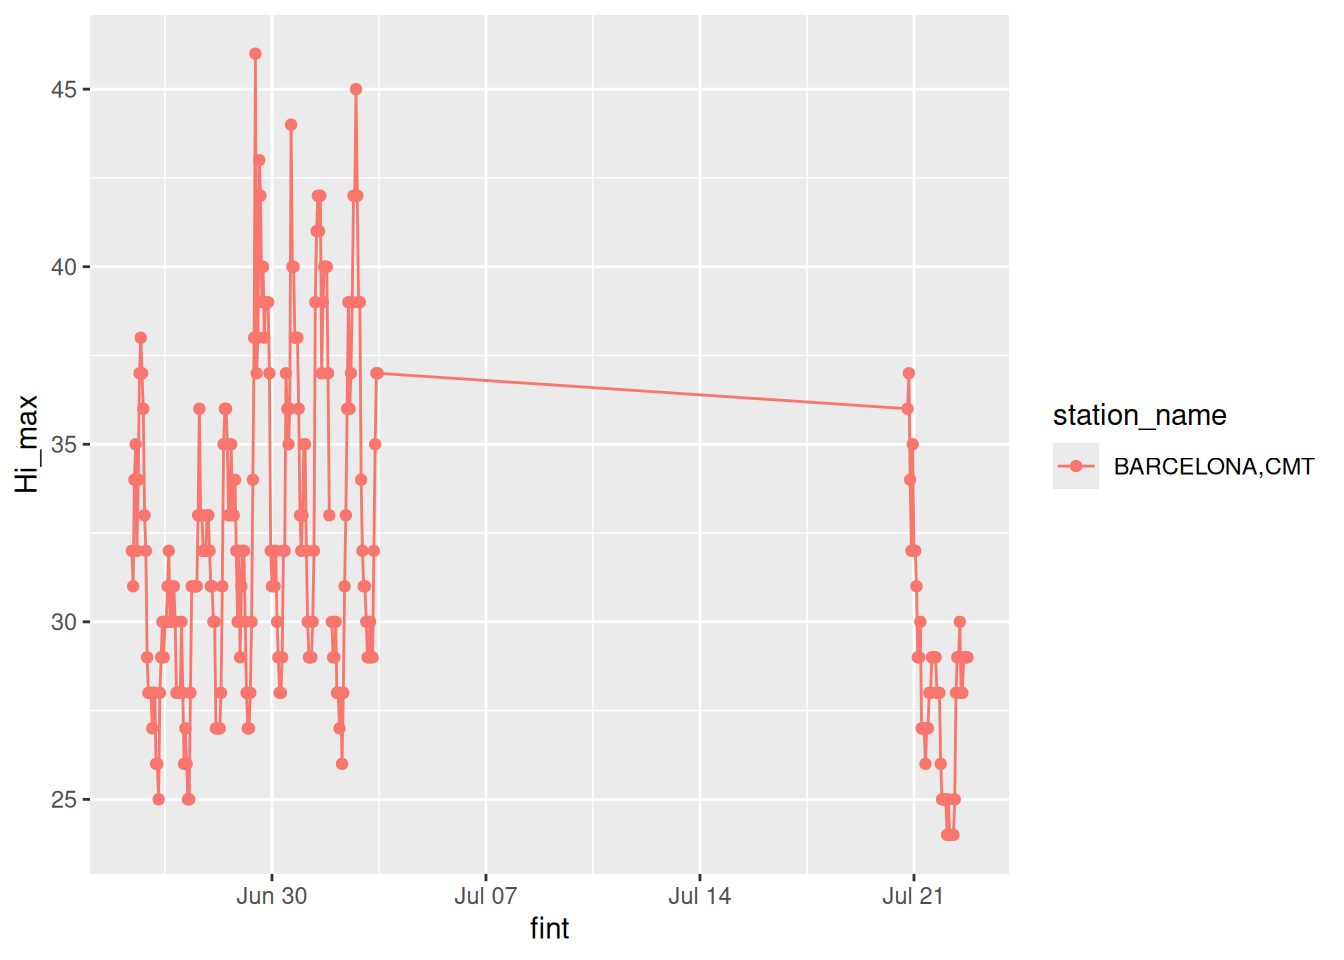 45
40
35
30
25
Hi_max
Jun 30
Jul 07
Jul 14
Jul 21
fint
station_name
BARCELONA,CMT